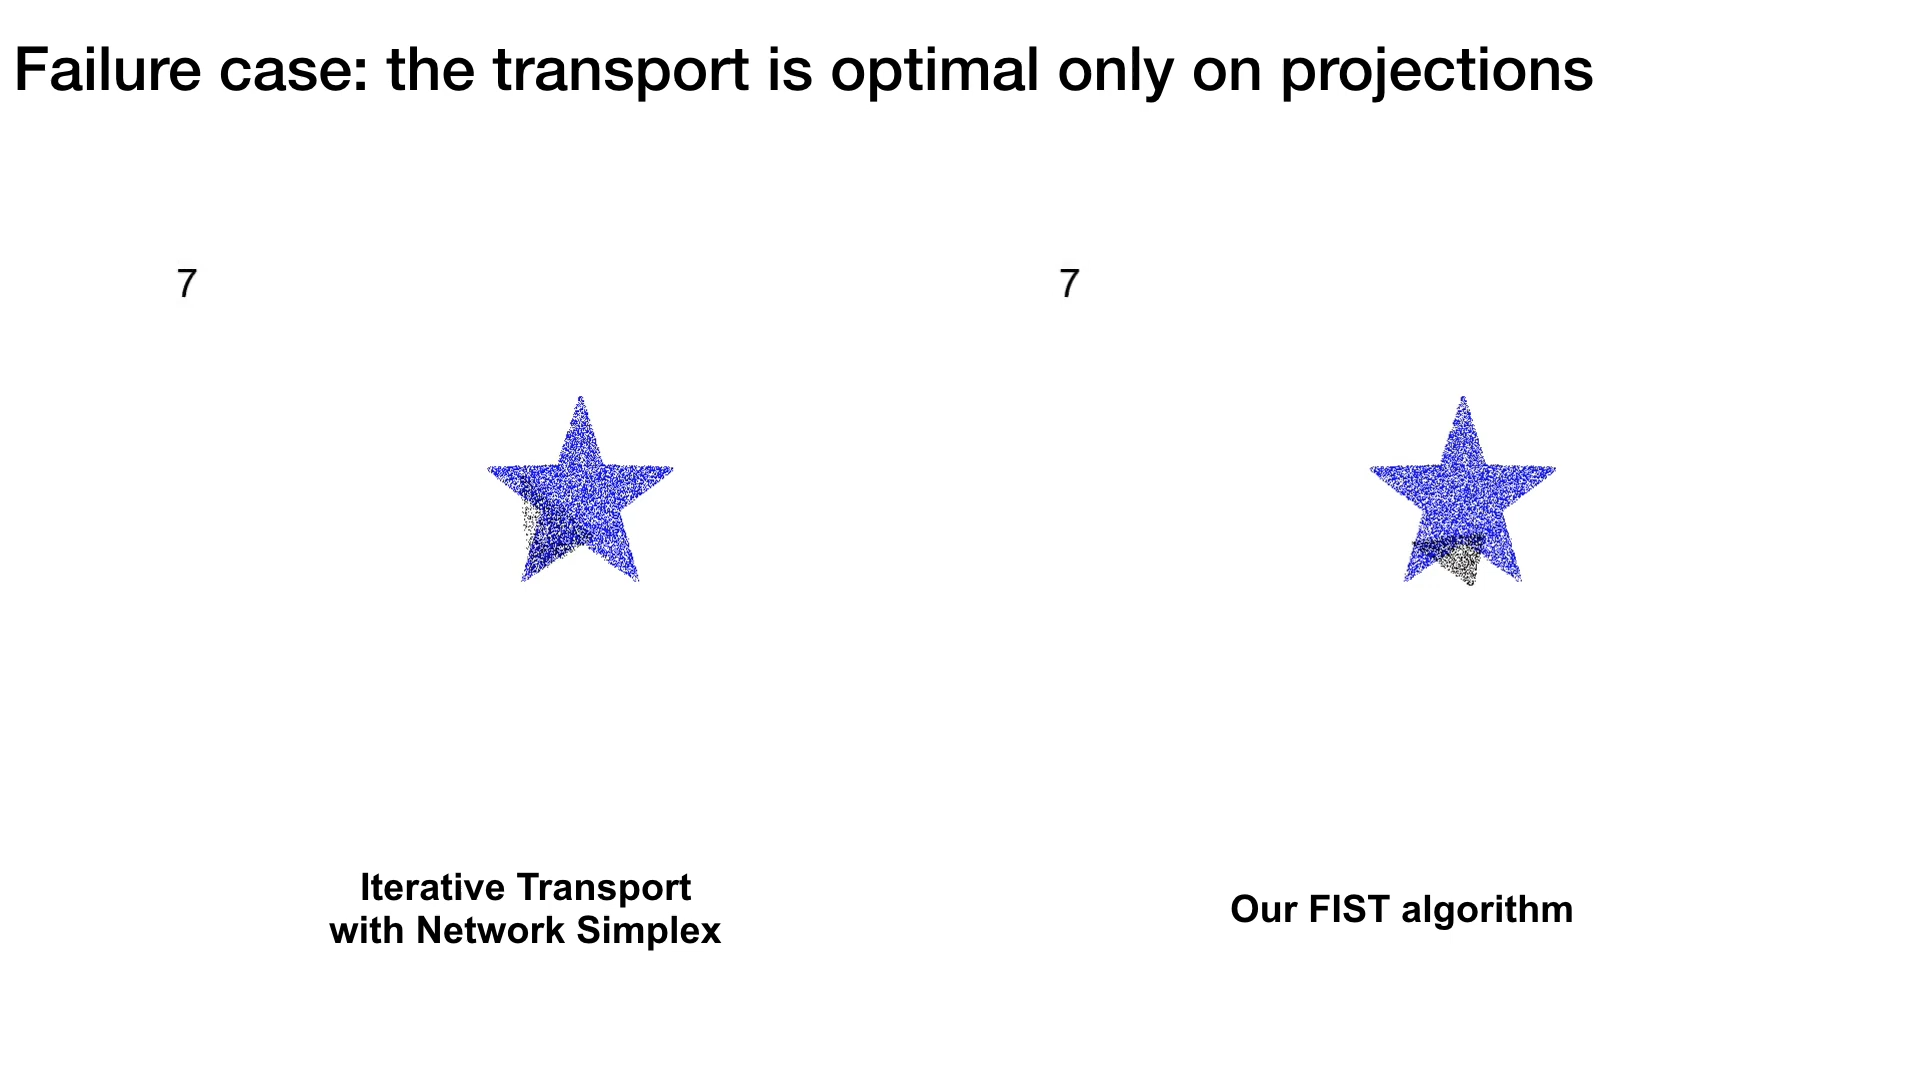 Failure case: the transport is optimal only on projections
7
7
Iterative Transport
with Network Simplex
Our FIST algorithm